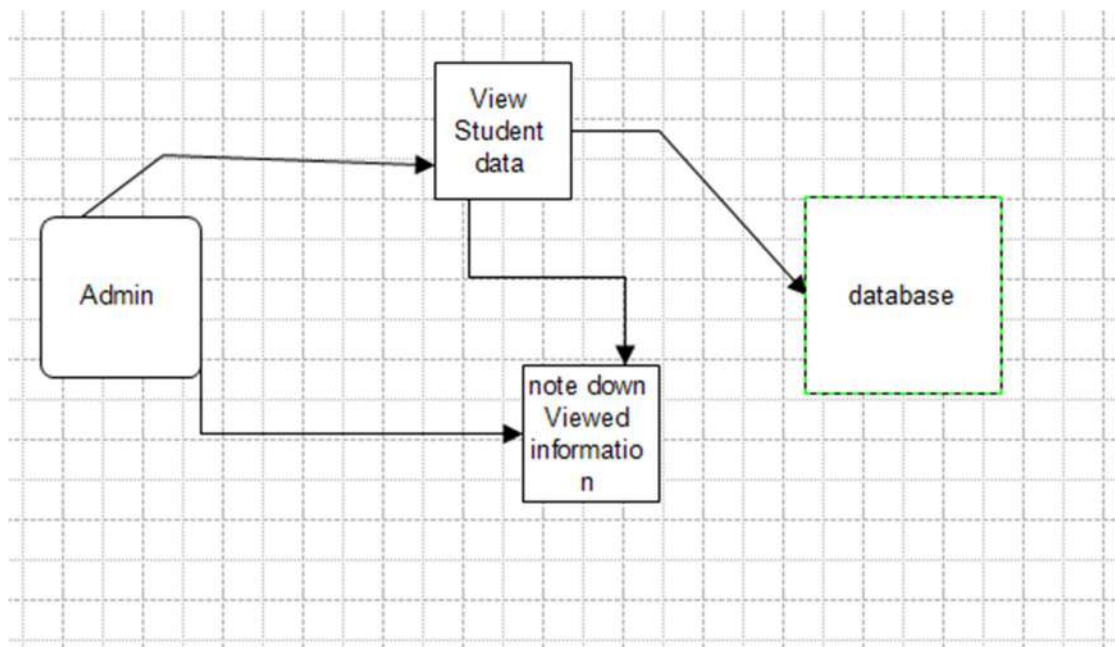 View
Student
data
Admin
database
note down
Viewed
informatio
n